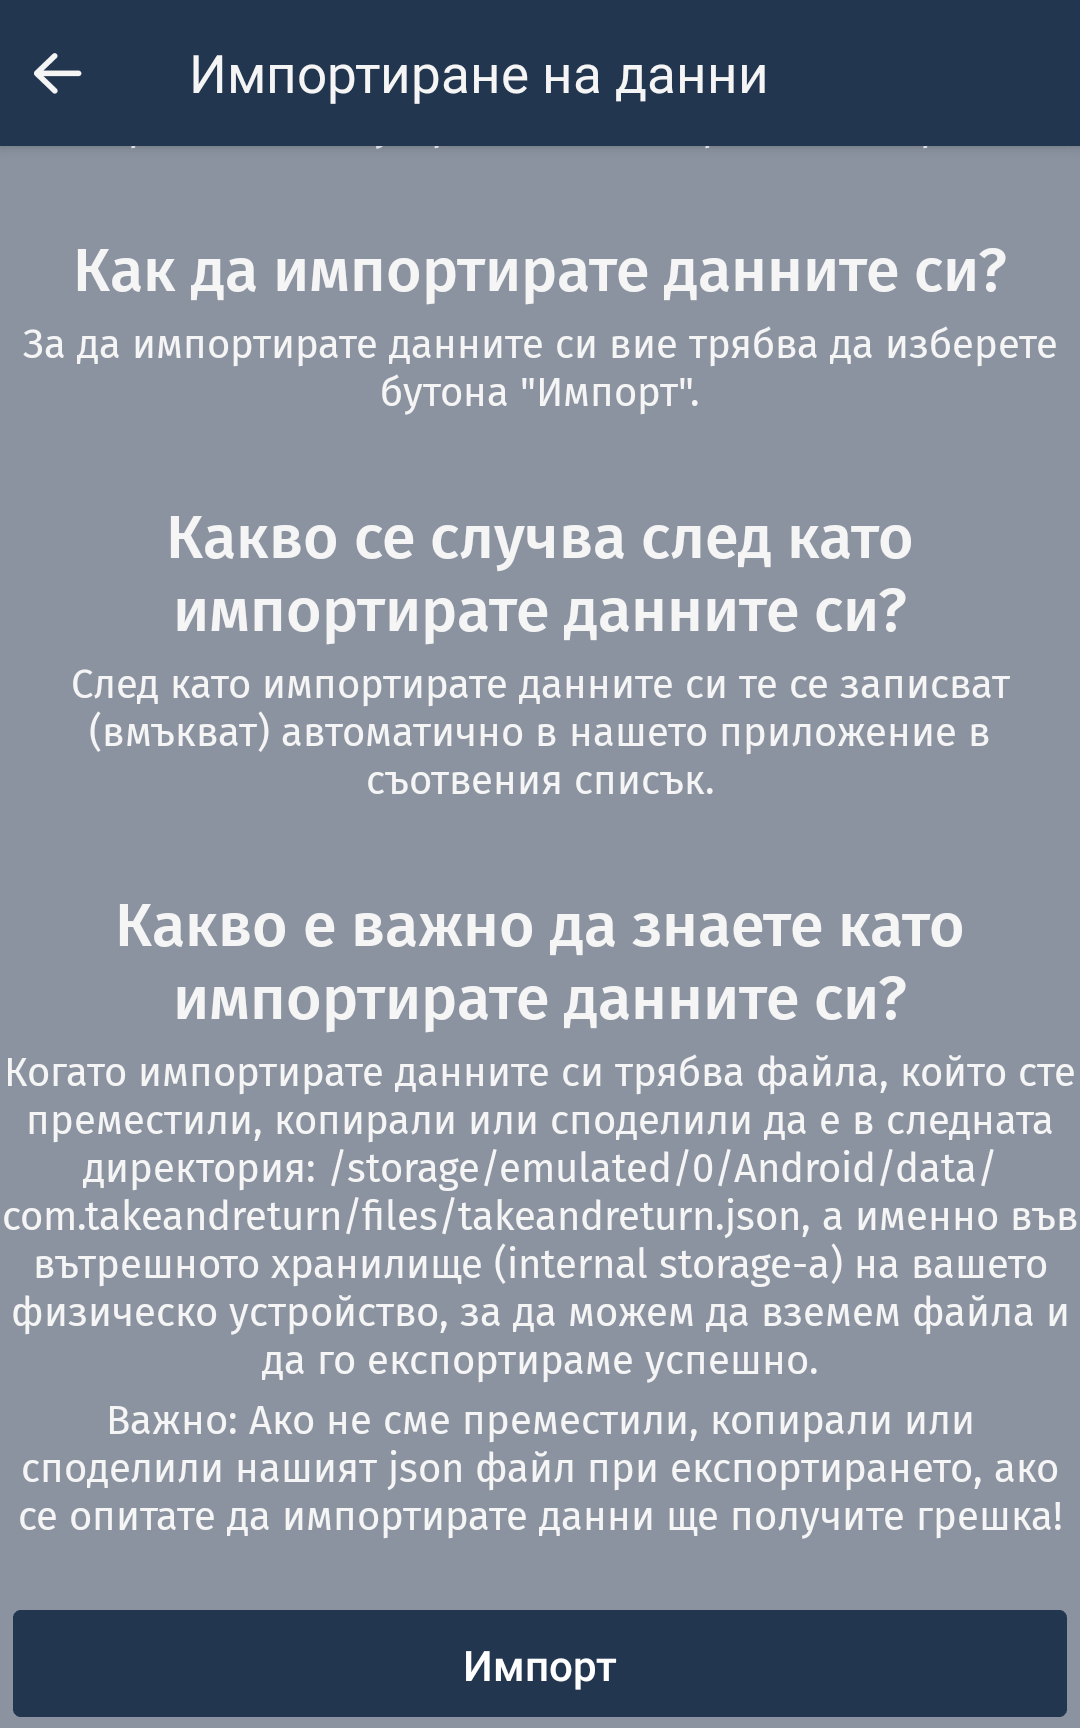 Импортиране на данни
Как да импортирате данните си?
За да импортирате данните си вие трябва да изберете
бутона "Импорт".
Какво се случва след като
импортирате данните си?
След като импортирате данните си те се записват
(вмъкват) автоматично в нашето приложение в
съотвения списък.
Какво е важно да знаете като
импортирате данните си?
Когато импортирате данните си трябва файла, който сте
преместили, копирали или споделили да е в следната
директория: /storage/emulated/0/Android/data/
com.takeandreturn/files/takeandreturn.json, а именно във
вътрешното хранилище (internal storage-а) на вашето
физическо устройство, за да можем да вземем файла и
да го експортираме успешно.
Важно: Ако не сме преместили, копирали или
споделили нашият json файл при експортирането, ако
се опитате да импортирате данни ще получите грешка!
Импорт